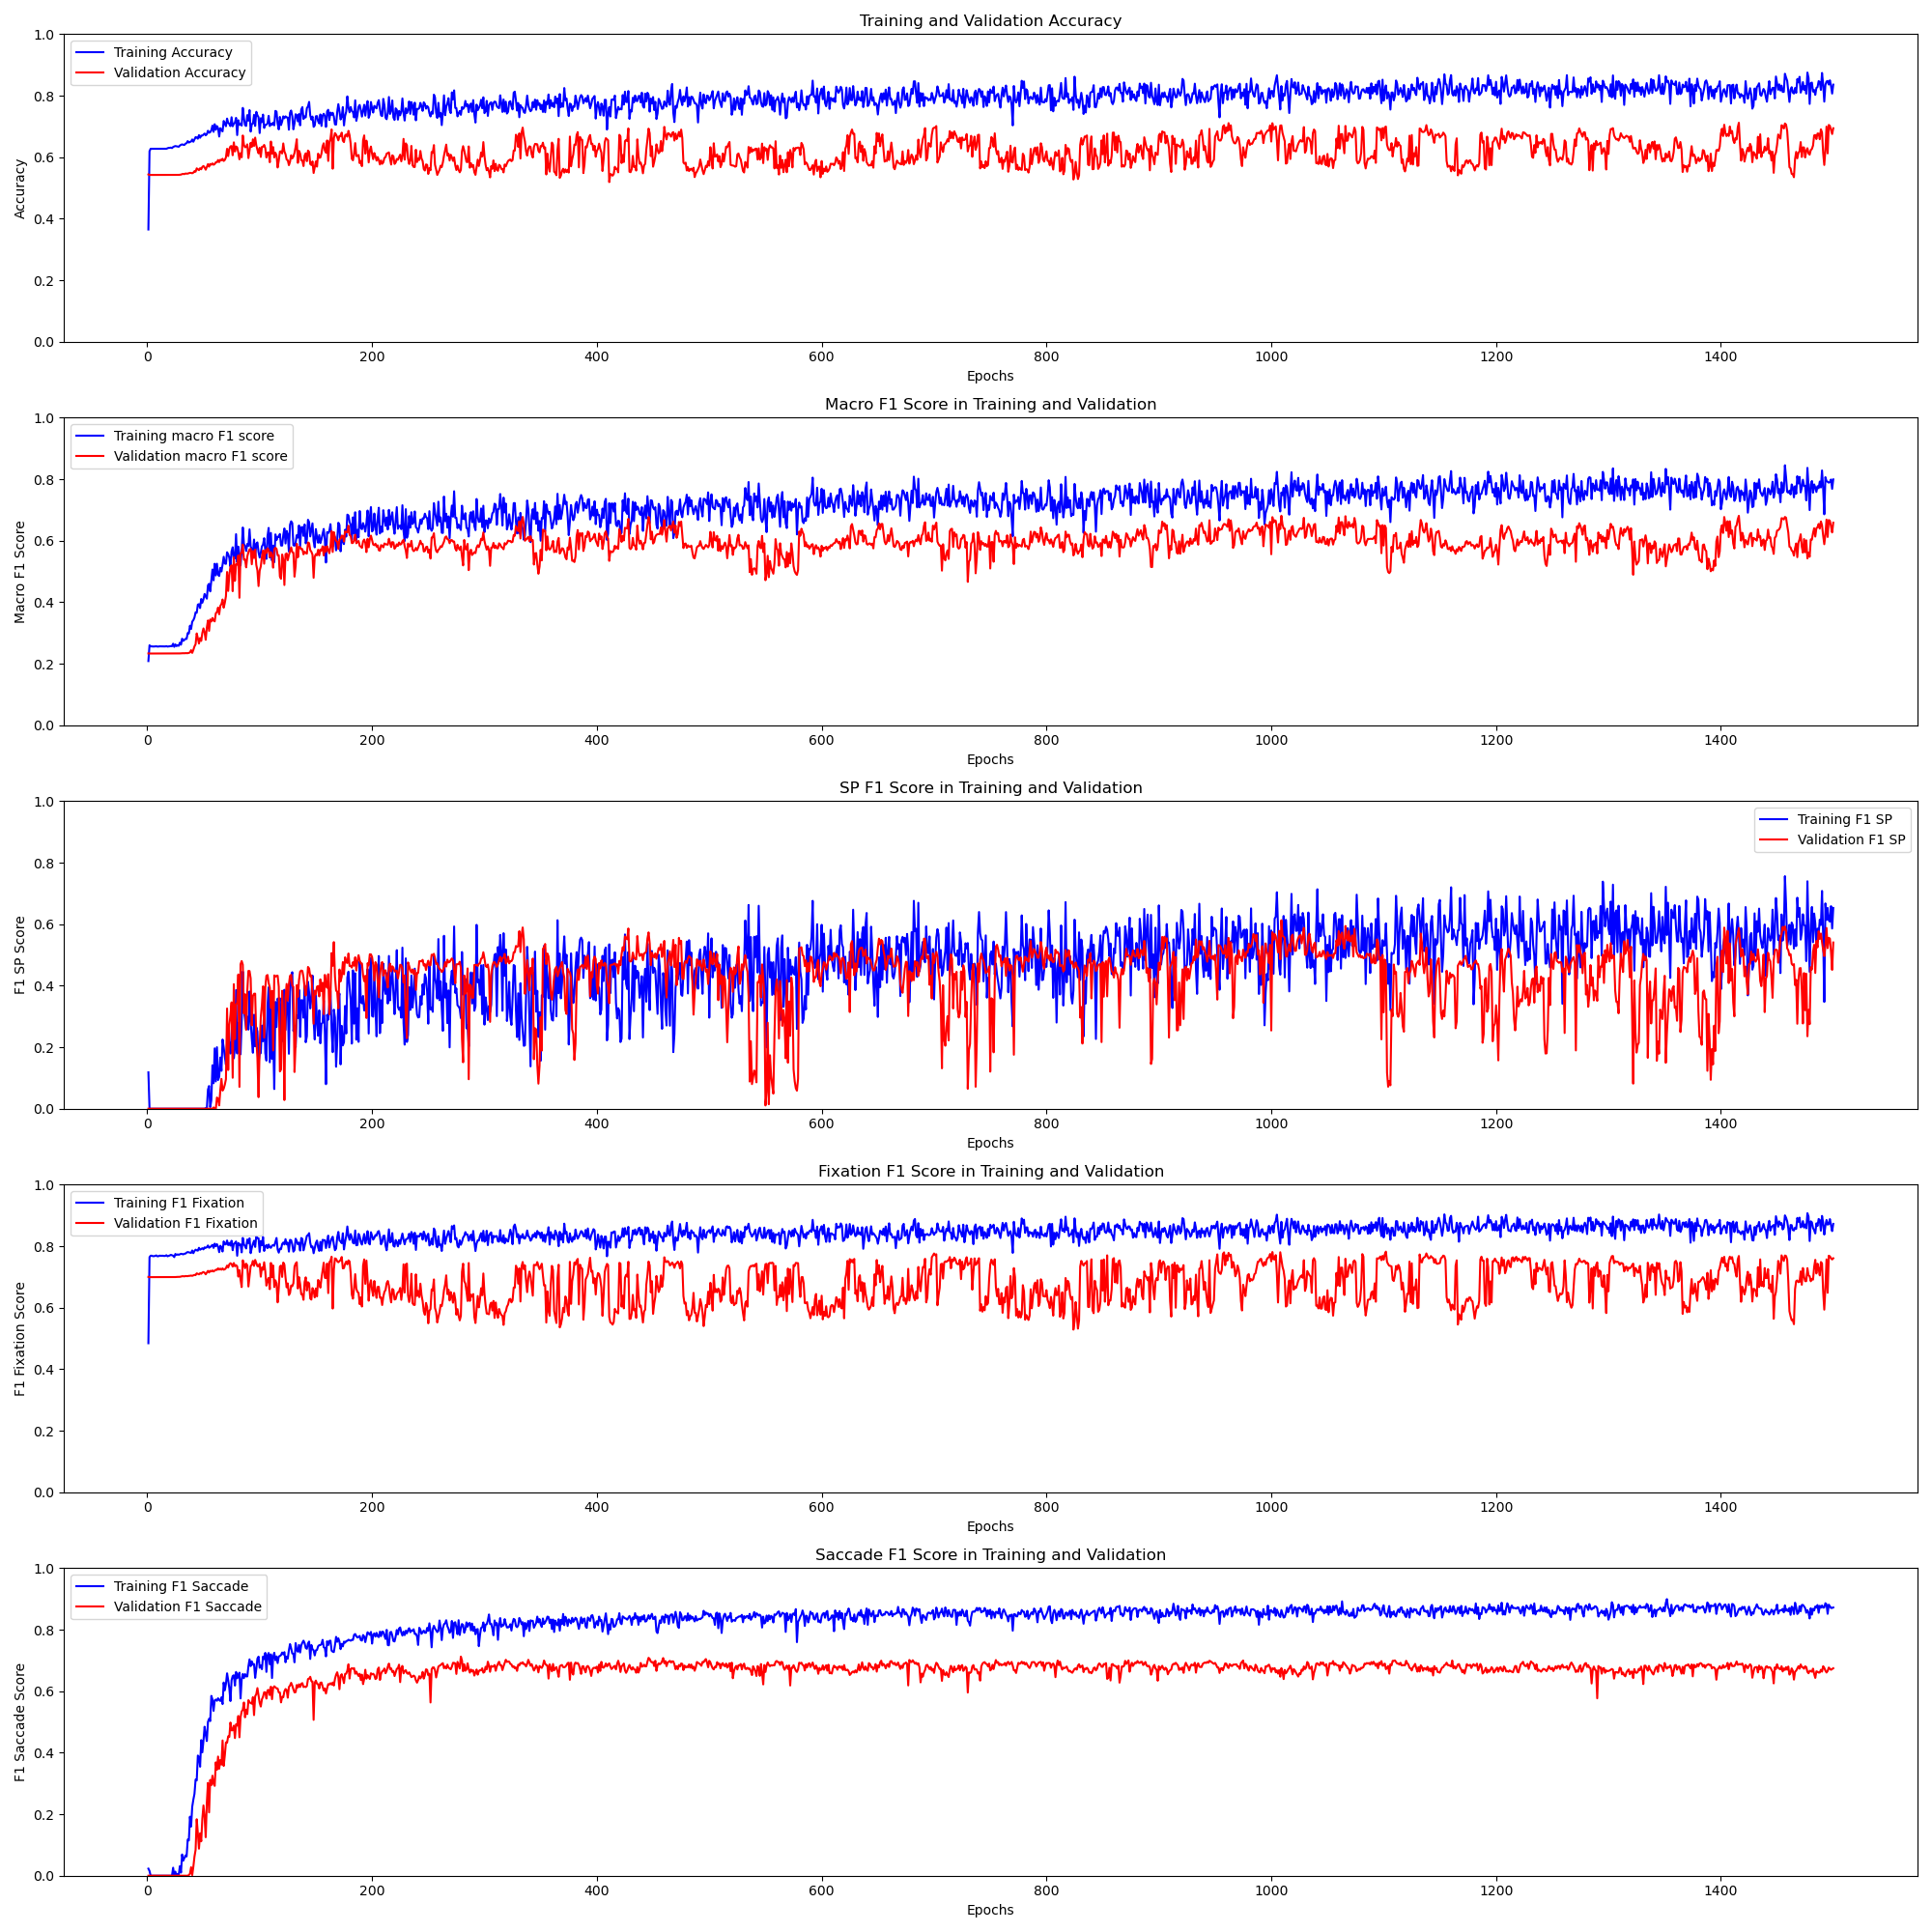 Training and Validation Accuracy
Training Accuracy
Validation Accuracy
Accuracy
1.0
0.8
0.6
0.4
0.2
0.0
0 200 400 600 800 1000 1200 1400
Epochs
Macro F1 Score in Training and Validation
Training macro F1 score
Validation macro F1 score
Macro F1 Score
1.0
0.8
0.6
0.4
0.2
0.0
0 200 400 600 800 1000 1200 1400
Epochs
SP F1 Score in Training and Validation
Training F1 SP
Validation F1 SP
F1 SP Score
1.0
0.8
0.6
0.4
0.2
0.0
0 200 400 600 800 1000 1200 1400
Epochs
Fixation F1 Score in Training and Validation
Training F1 Fixation
Validation F1 Fixation
F1 Fixation Score
1.0
0.8
0.6
0.4
0.2
0.0
0 200 400 600 800 1000 1200 1400
Epochs
Saccade F1 Score in Training and Validation
Training F1 Saccade
Validation F1 Saccade
F1 Saccade Score
1.0
0.8
0.6
0.4
0.2
0.0
0 200 400 600 800 1000 1200 1400
Epochs